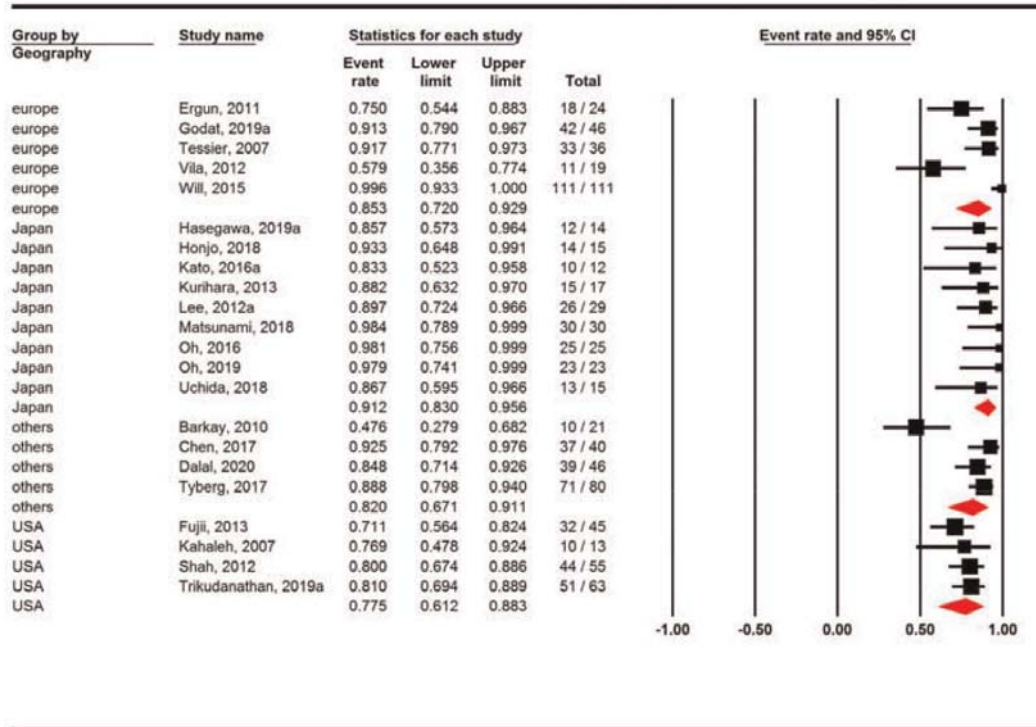 Group by Study name Statistics for each study Event rate and 95% CI
Geography
Event Lower Upper
rate limit limit Total
europe Ergun, 2011 0.750 0.544 0.883 18 / 24
europe Godat, 2019a 0.913 0.790 0.967 42 / 46
europe Tessier, 2007 0.917 0.771 0.973 33 / 36
europe Vila, 2012 0.579 0.356 0.774 11 / 19
europe Will, 2015 0.996 0.933 1.000 111 / 111
europe 0.853 0.720 0.929
Japan Hasegawa, 2019a 0.857 0.573 0.964 12 / 14
Japan Honjo, 2018 0.933 0.648 0.991 14 / 15
Japan Kato, 2016a 0.833 0.523 0.958 10 / 12
Japan Kurihara, 2013 0.882 0.632 0.970 15 / 17
Japan Lee, 2012a 0.897 0.724 0.966 26 / 29
Japan Matsunami, 2018 0.984 0.789 0.999 30 / 30
Japan Oh, 2016 0.981 0.756 0.999 25 / 25
Japan Oh, 2019 0.979 0.741 0.999 23 / 23
Japan Uchida, 2018 0.867 0.595 0.966 13 / 15
Japan 0.912 0.830 0.956
others Barkay, 2010 0.476 0.279 0.682 10 / 21
others Chen, 2017 0.925 0.792 0.976 37 / 40
others Dalal, 2020 0.848 0.714 0.926 39 / 46
others Tyberg, 2017 0.888 0.798 0.940 71 / 80
others 0.820 0.671 0.911
USA Fujii, 2013 0.711 0.564 0.824 32 / 45
USA Kahaleh, 2007 0.769 0.478 0.924 10 / 13
USA Shah, 2012 0.800 0.674 0.886 44 / 55
USA Trikudanathan, 2019a 0.810 0.694 0.889 51 / 63
USA 0.775 0.612 0.883
-1.00 -0.50 0.00 0.50 1.00